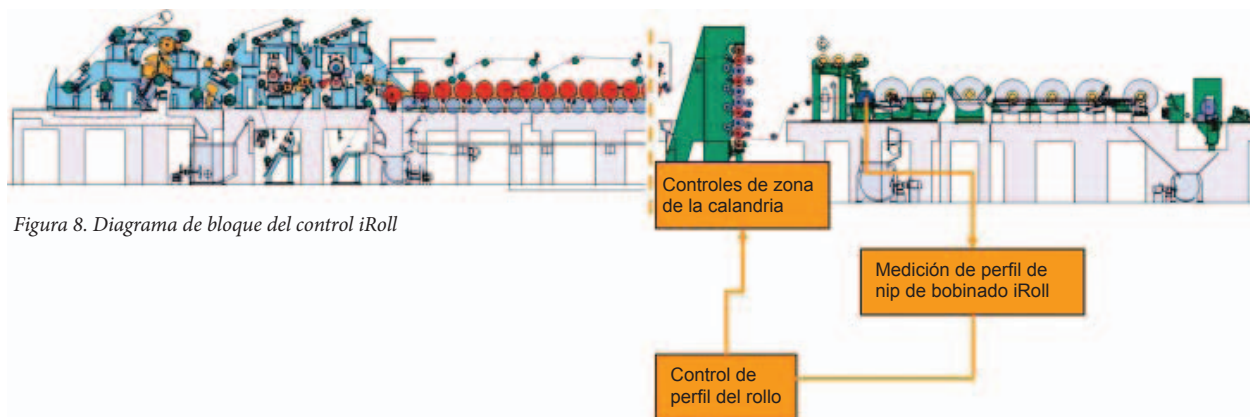 Controles de zona
de la calandria
Figura 8. Diagrama de bloque del control iRoll
Medición de perfil de
nip de bobinado iRoll
Control de
perfil del rollo